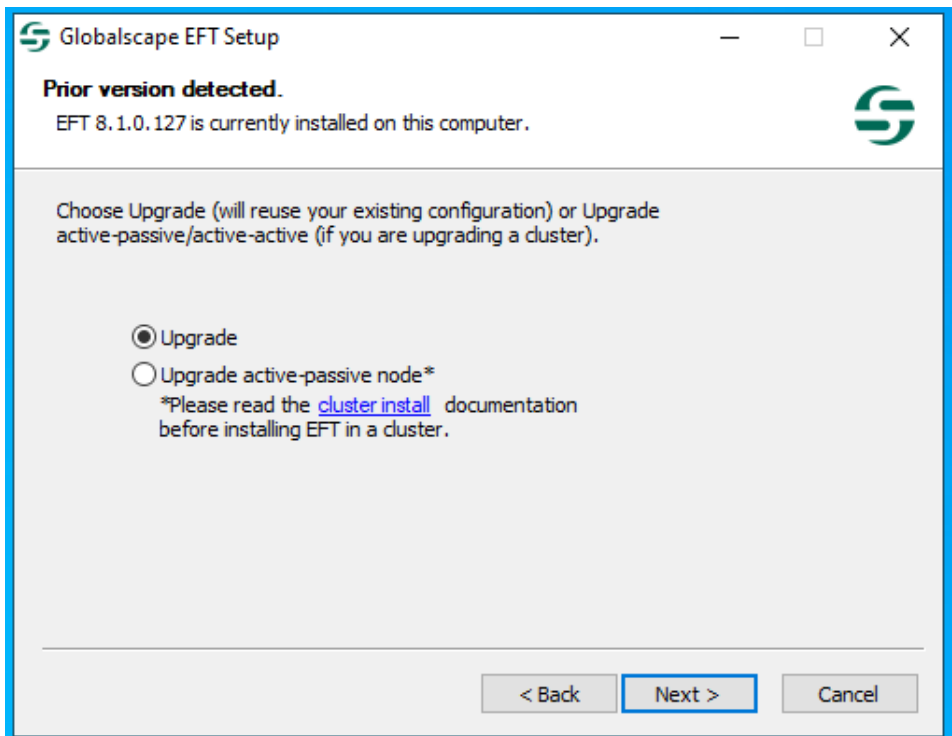 Globalscape EFT Setup
Prior version detected.
EFT 8.1.0.127 is currently installed on this computer.
Choose Upgrade (will reuse your existing configuration) or Upgrade
active-passive/active-active (if you are upgrading a cluster).
Upgrade
Upgrade active-passive node*
*Please read the cluster install documentation
before installing EFT in a cluster.
< Back Next > Cancel